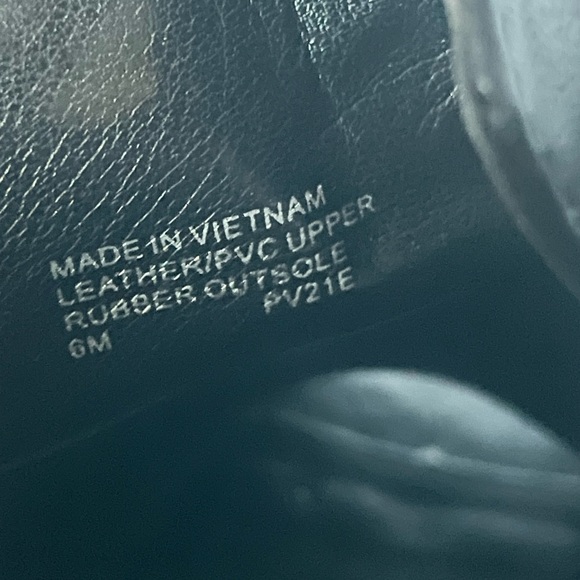 MADE IN VIETNAM
LEATHER/PVC UPPER
RUBBER OUTSOLE
PV21E
6M